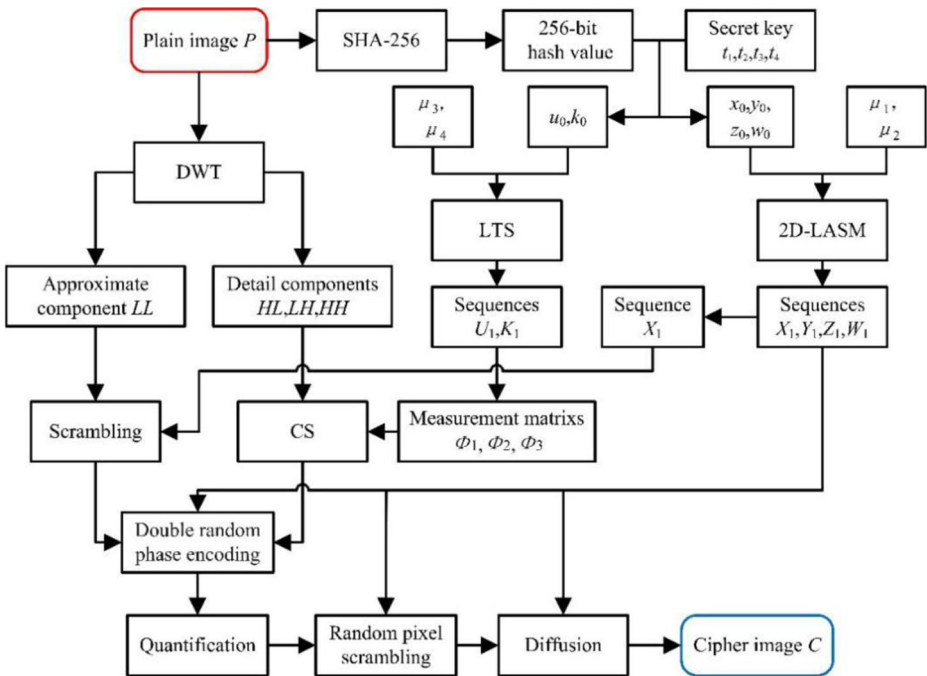 Plain image P
SHA-256
256-bit
hash value
Secret key
t₁,t₂,t₃,t₄
μ₃,
μ₄
u₀,k₀
x₀,y₀,
z₀,w₀
μ₁,
μ₂
DWT
LTS
2D-LASM
Approximate
component LL
Detail components
HL,LH,HH
Sequences
U₁,K₁
Sequence
X₁
Sequences
X₁,Y₁,Z₁,W₁
Scrambling
CS
Measurement matrixs
Φ₁, Φ₂, Φ₃
Double random
phase encoding
Quantification
Random pixel
scrambling
Diffusion
Cipher image C